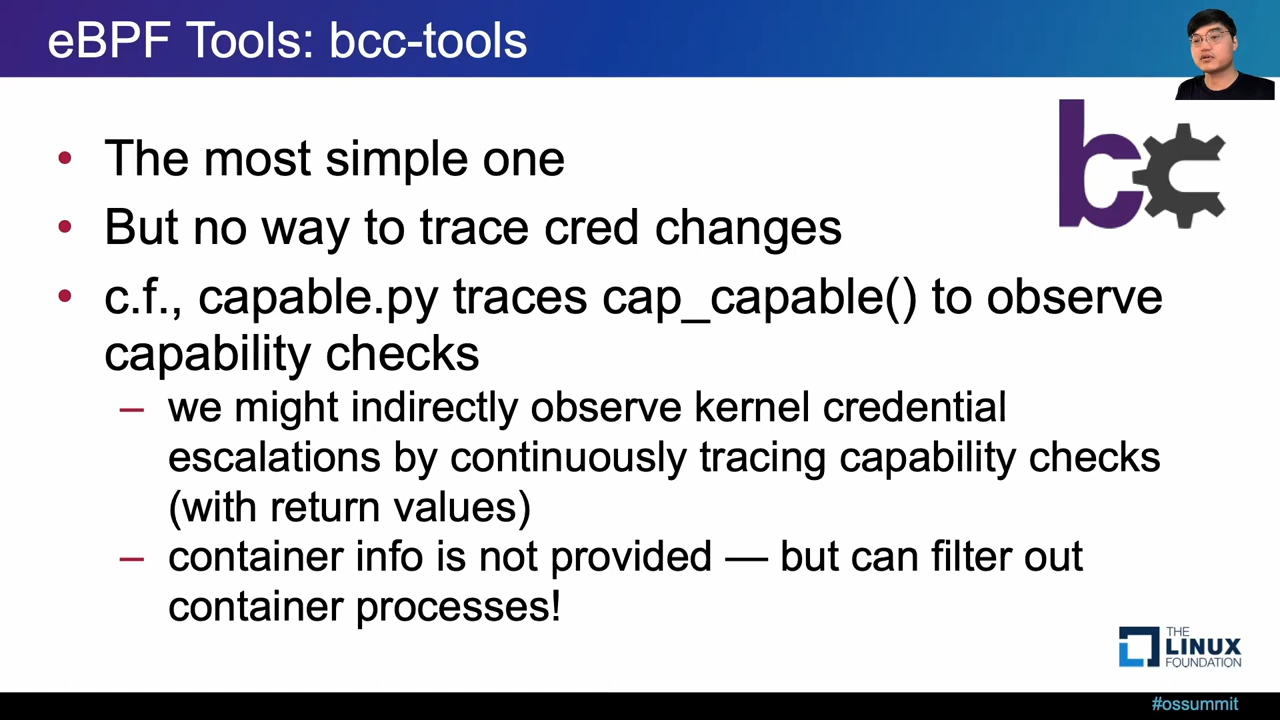 eBPF Tools: bcc-tools
bc
• The most simple one
• But no way to trace cred changes
• c.f., capable.py traces cap_capable() to observe
capability checks
– we might indirectly observe kernel credential
escalations by continuously tracing capability checks
(with return values)
– container info is not provided — but can filter out
container processes!
THE
LINUX
FOUNDATION
#ossummit